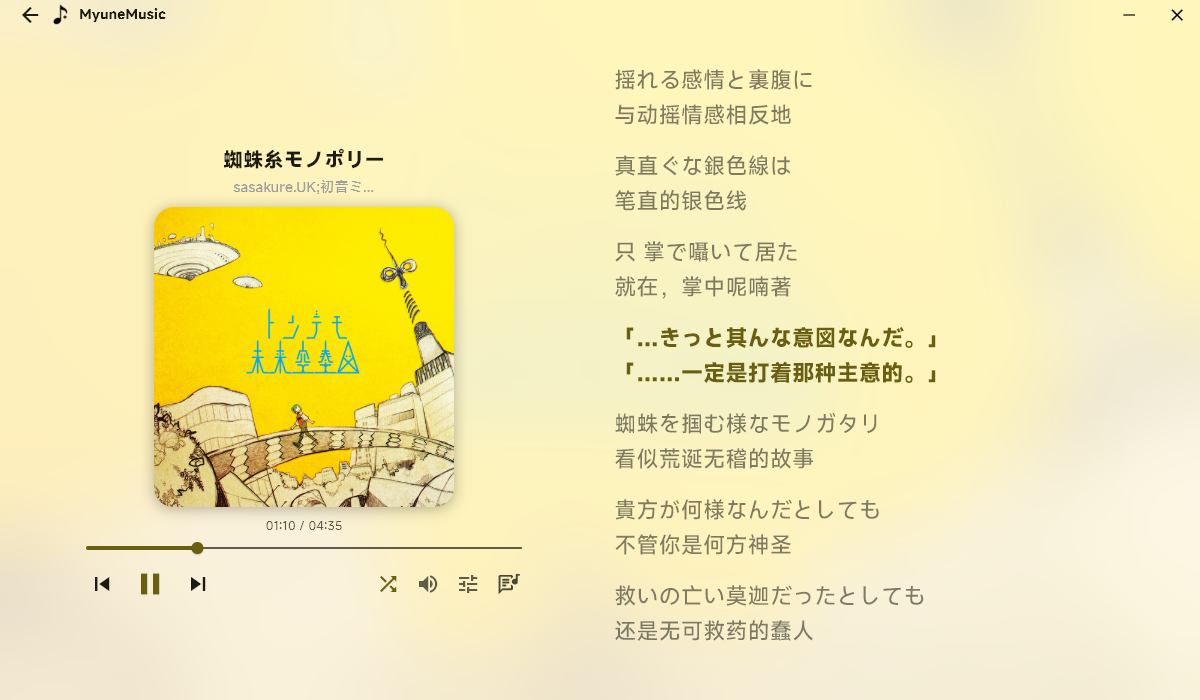 MyuneMusic
蜘蛛糸モノポリー
sasakure.UK;初音ミ...
トンデモ
未来空奏図
01:10 / 04:35
揺れる感情と裏腹に
与动摇情感相反地
真直ぐな銀色線は
笔直的银色线
只 掌で囁いて居た
就在，掌中呢喃著
「…きっと其んな意図なんだ。」
「……一定是打着那种主意的。」
蜘蛛を掴む様なモノガタリ
看似荒诞无稽的故事
貴方が何様なんだとしても
不管你是何方神圣
救いの亡い莫迦だったとしても
还是无可救药的蠢人